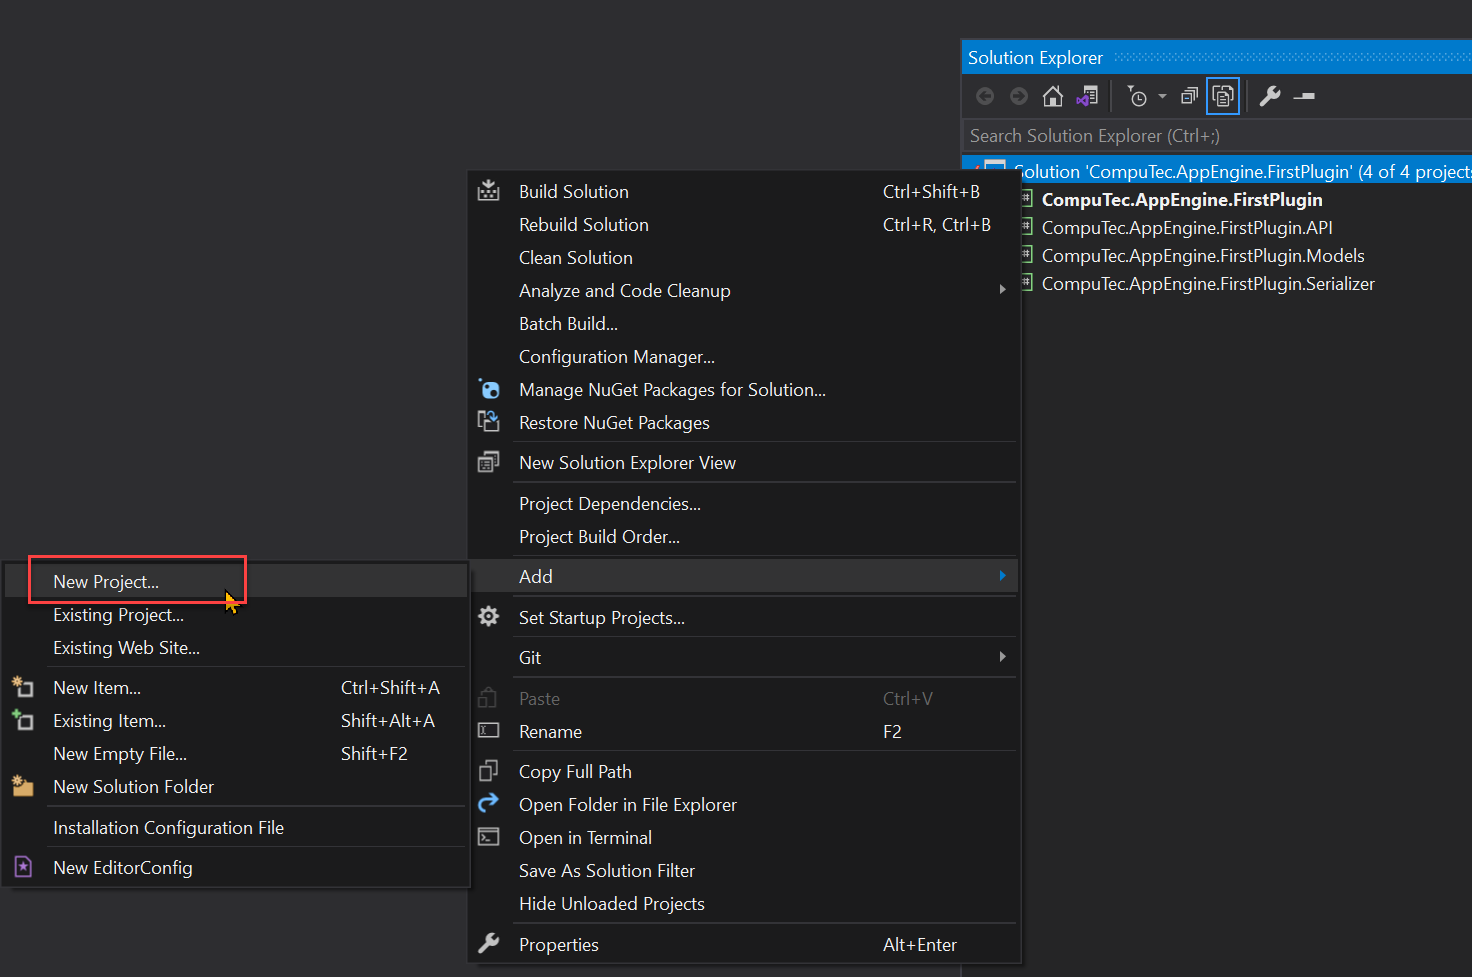 Solution Explorer
Search Solution Explorer (Ctrl+;)
Solution 'CompuTec.AppEngine.FirstPlugin' (4 of 4 projects
CompuTec.AppEngine.FirstPlugin
CompuTec.AppEngine.FirstPlugin.API
CompuTec.AppEngine.FirstPlugin.Models
CompuTec.AppEngine.FirstPlugin.Serializer
Build Solution Ctrl+Shift+B
Rebuild Solution Ctrl+R, Ctrl+B
Clean Solution
Analyze and Code Cleanup
Batch Build...
Configuration Manager...
Manage NuGet Packages for Solution...
Restore NuGet Packages
New Solution Explorer View
Project Dependencies...
Project Build Order...
Add
Set Startup Projects...
Git
Paste Ctrl+V
Rename F2
Copy Full Path
Open Folder in File Explorer
Open in Terminal
Save As Solution Filter
Hide Unloaded Projects
Properties Alt+Enter
New Project...
Existing Project...
Existing Web Site...
New Item... Ctrl+Shift+A
Existing Item... Shift+Alt+A
New Empty File... Shift+F2
New Solution Folder
Installation Configuration File
New EditorConfig